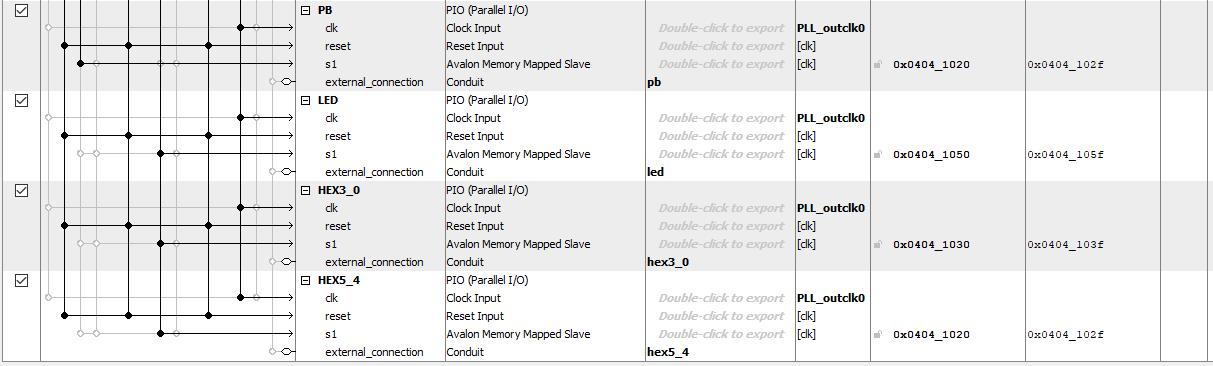 PB PIO (Parallel I/O)
clk Clock Input Double-click to export PLL_outclk0
reset Reset Input Double-click to export [clk]
s1 Avalon Memory Mapped Slave Double-click to export [clk] 0x0404_1020 0x0404_102f
external_connection Conduit pb
LED PIO (Parallel I/O)
clk Clock Input Double-click to export PLL_outclk0
reset Reset Input Double-click to export [clk]
s1 Avalon Memory Mapped Slave Double-click to export [clk] 0x0404_1050 0x0404_105f
external_connection Conduit led
HEX3_0 PIO (Parallel I/O)
clk Clock Input Double-click to export PLL_outclk0
reset Reset Input Double-click to export [clk]
s1 Avalon Memory Mapped Slave Double-click to export [clk] 0x0404_1030 0x0404_103f
external_connection Conduit hex3_0
HEX5_4 PIO (Parallel I/O)
clk Clock Input Double-click to export PLL_outclk0
reset Reset Input Double-click to export [clk]
s1 Avalon Memory Mapped Slave Double-click to export [clk] 0x0404_1020 0x0404_102f
external_connection Conduit hex5_4